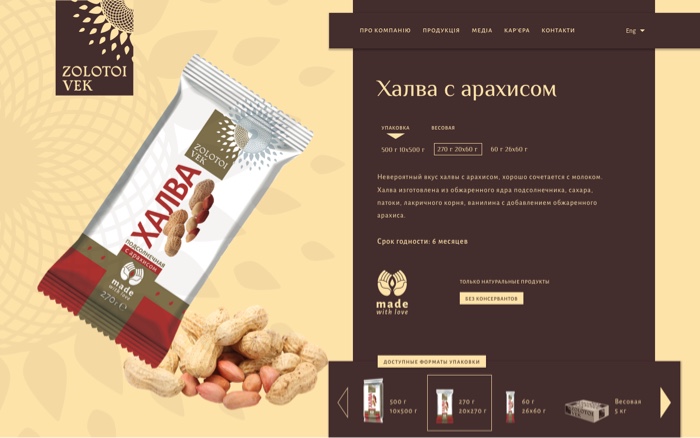 ZOLOTOI
VEK
ПРО КОМПАНІЮ ПРОДУКЦІЯ МЕДІА КАР'ЄРА КОНТАКТИ Eng
Халва с арахисом
УПАКОВКА ВЕСОВАЯ
500 г 10х500 г 270 г 20х60 г 60 г 26х60 г
Невероятный вкус халвы с арахисом, хорошо сочетается с молоком.
Халва изготовлена из обжаренного ядра подсолнечника, сахара,
патоки, лакричного корня, ванилина с добавлением обжаренного
арахиса.
Срок годности: 6 месяцев
made
with love
ТОЛЬКО НАТУРАЛЬНЫЕ ПРОДУКТЫ
БЕЗ КОНСЕРВАНТОВ
ZOLOTOI
VEK
ХАЛВА
подсолнечная
с арахисом
made
with love
270 г
ДОСТУПНЫЕ ФОРМАТЫ УПАКОВКИ
500 г
10х500 г
270 г
20х270 г
60 г
26х60 г
Весовая
5 кг